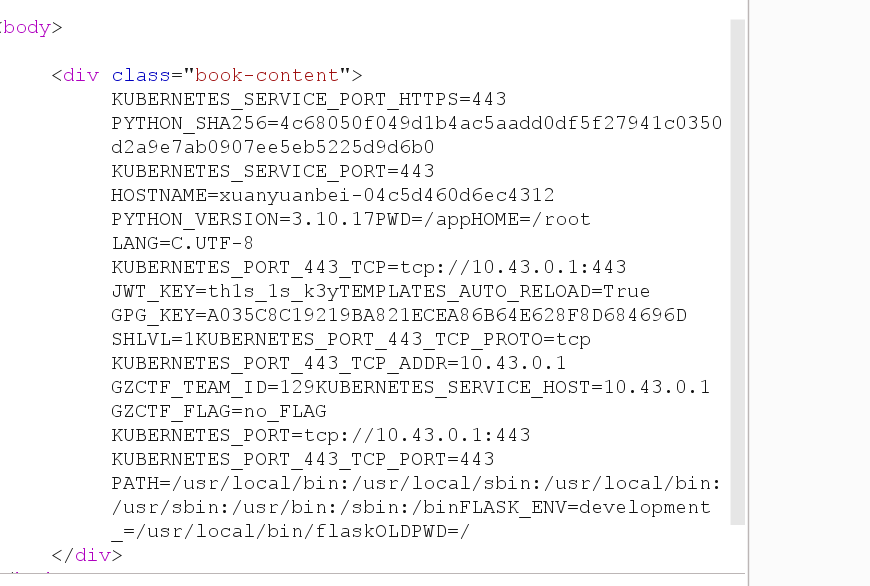 body>
<div class="book-content">
KUBERNETES_SERVICE_PORT_HTTPS=443
PYTHON_SHA256=4c68050f049d1b4ac5aadd0df5f27941c0350
d2a9e7ab0907ee5eb5225d9d6b0
KUBERNETES_SERVICE_PORT=443
HOSTNAME=xuanyuanbei-04c5d460d6ec4312
PYTHON_VERSION=3.10.17PWD=/appHOME=/root
LANG=C.UTF-8
KUBERNETES_PORT_443_TCP=tcp://10.43.0.1:443
JWT_KEY=th1s_1s_k3yTEMPLATES_AUTO_RELOAD=True
GPG_KEY=A035C8C19219BA821ECEA86B64E628F8D684696D
SHLVL=1KUBERNETES_PORT_443_TCP_PROTO=tcp
KUBERNETES_PORT_443_TCP_ADDR=10.43.0.1
GZCTF_TEAM_ID=129KUBERNETES_SERVICE_HOST=10.43.0.1
GZCTF_FLAG=no_FLAG
KUBERNETES_PORT=tcp://10.43.0.1:443
KUBERNETES_PORT_443_TCP_PORT=443
PATH=/usr/local/bin:/usr/local/sbin:/usr/local/bin:
/usr/sbin:/usr/bin:/sbin:/binFLASK_ENV=development
_=/usr/local/bin/flaskOLDPWD=/
</div>